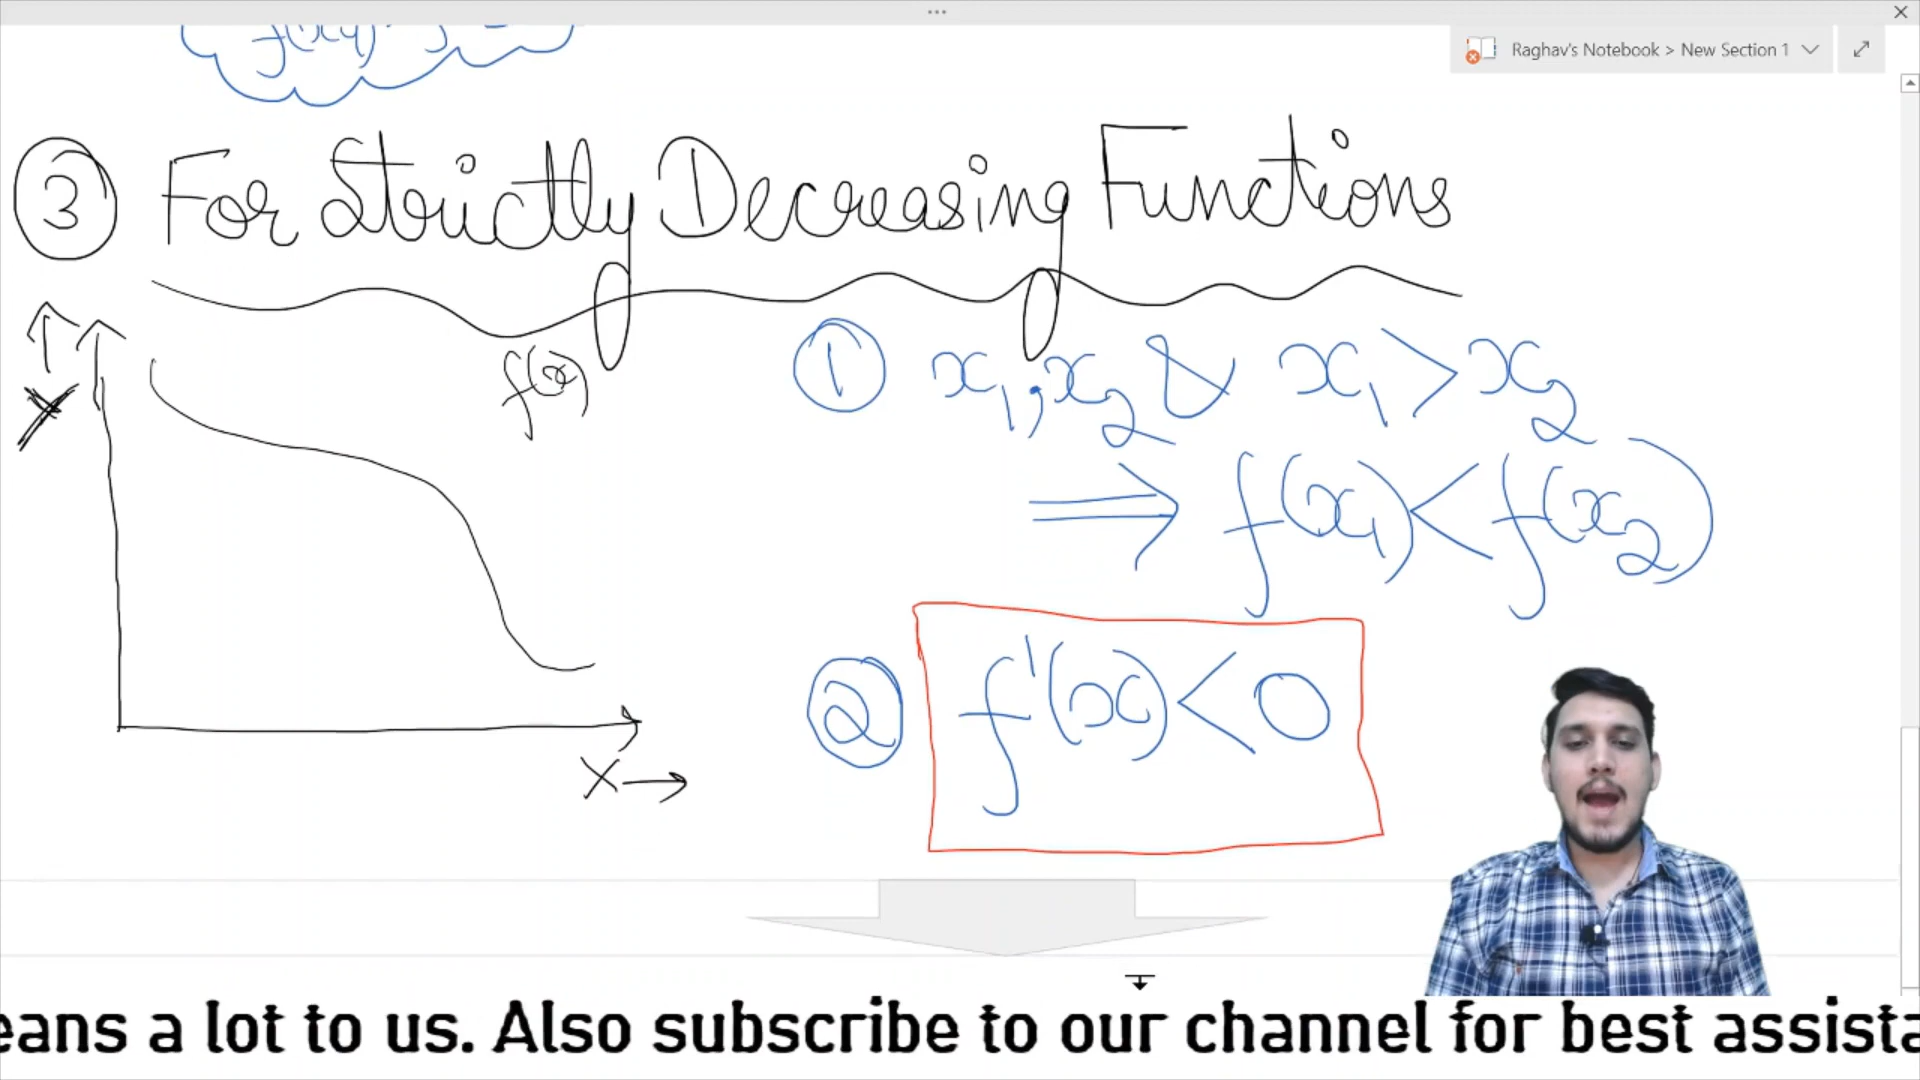 Raghav's Notebook > New Section 1
③ For Strictly Decreasing Functions
f(x)
① x₁, x₂ & x₁ > x₂
⇒ f(x₁) < f(x₂)
② f'(x) < 0
X →
eans a lot to us. Also subscribe to our channel for best assista